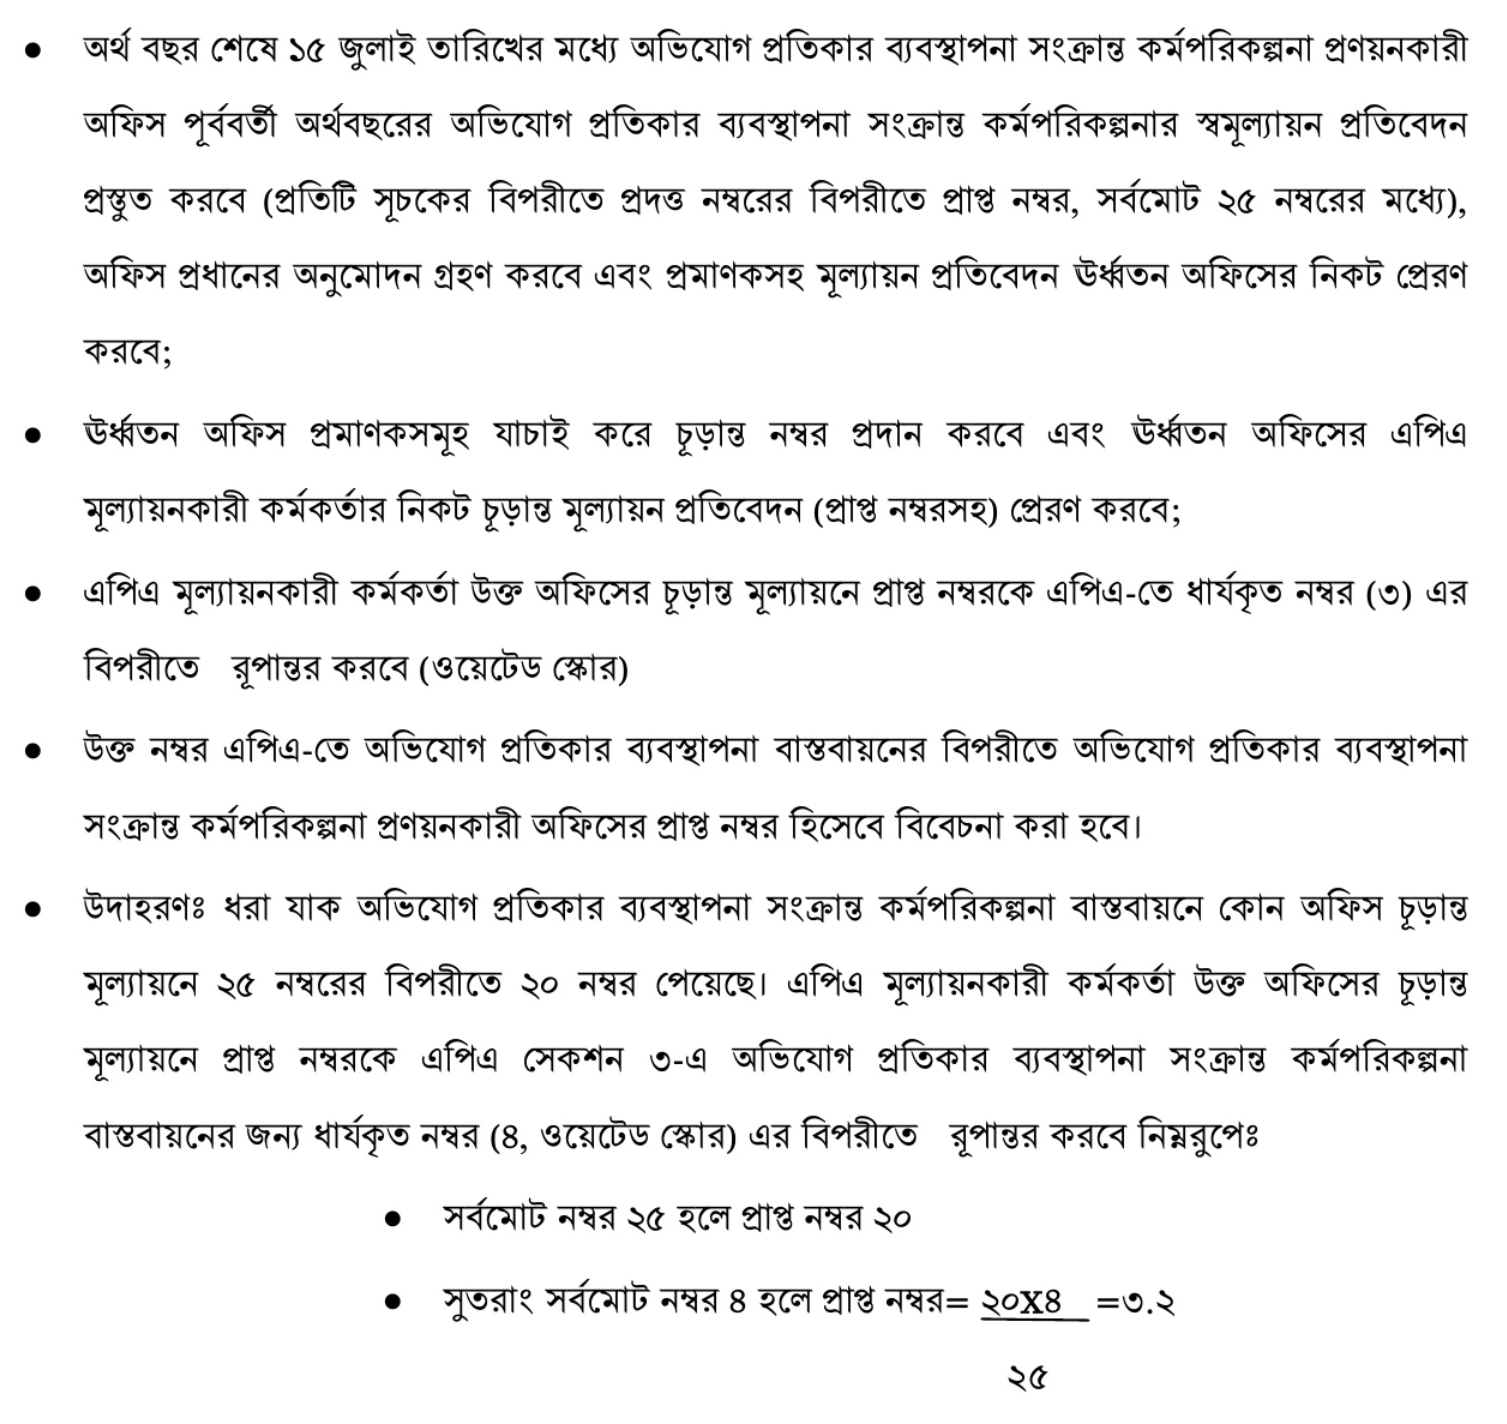 ● অর্থ বছর শেষে ১৫ জুলাই তারিখের মধ্যে অভিযোগ প্রতিকার ব্যবস্থাপনা সংক্রান্ত কর্মপরিকল্পনা প্রণয়নকারী
অফিস পূর্ববর্তী অর্থবছরের অভিযোগ প্রতিকার ব্যবস্থাপনা সংক্রান্ত কর্মপরিকল্পনার স্বমূল্যায়ন প্রতিবেদন
প্রস্তুত করবে (প্রতিটি সূচকের বিপরীতে প্রদত্ত নম্বরের বিপরীতে প্রাপ্ত নম্বর, সর্বমোট ২৫ নম্বরের মধ্যে),
অফিস প্রধানের অনুমোদন গ্রহণ করবে এবং প্রমাণকসহ মূল্যায়ন প্রতিবেদন ঊর্ধ্বতন অফিসের নিকট প্রেরণ
করবে;
● ঊর্ধ্বতন অফিস প্রমাণকসমূহ যাচাই করে চূড়ান্ত নম্বর প্রদান করবে এবং ঊর্ধ্বতন অফিসের এপিএ
মূল্যায়নকারী কর্মকর্তার নিকট চূড়ান্ত মূল্যায়ন প্রতিবেদন (প্রাপ্ত নম্বরসহ) প্রেরণ করবে;
● এপিএ মূল্যায়নকারী কর্মকর্তা উক্ত অফিসের চূড়ান্ত মূল্যায়নে প্রাপ্ত নম্বরকে এপিএ-তে ধার্যকৃত নম্বর (৩) এর
বিপরীতে রূপান্তর করবে (ওয়েটেড স্কোর)
● উক্ত নম্বর এপিএ-তে অভিযোগ প্রতিকার ব্যবস্থাপনা বাস্তবায়নের বিপরীতে অভিযোগ প্রতিকার ব্যবস্থাপনা
সংক্রান্ত কর্মপরিকল্পনা প্রণয়নকারী অফিসের প্রাপ্ত নম্বর হিসেবে বিবেচনা করা হবে।
● উদাহরণঃ ধরা যাক অভিযোগ প্রতিকার ব্যবস্থাপনা সংক্রান্ত কর্মপরিকল্পনা বাস্তবায়নে কোন অফিস চূড়ান্ত
মূল্যায়নে ২৫ নম্বরের বিপরীতে ২০ নম্বর পেয়েছে। এপিএ মূল্যায়নকারী কর্মকর্তা উক্ত অফিসের চূড়ান্ত
মূল্যায়নে প্রাপ্ত নম্বরকে এপিএ সেকশন ৩-এ অভিযোগ প্রতিকার ব্যবস্থাপনা সংক্রান্ত কর্মপরিকল্পনা
বাস্তবায়নের জন্য ধার্যকৃত নম্বর (৪, ওয়েটেড স্কোর) এর বিপরীতে রূপান্তর করবে নিম্নরুপেঃ
● সর্বমোট নম্বর ২৫ হলে প্রাপ্ত নম্বর ২০
● সুতরাং সর্বমোট নম্বর ৪ হলে প্রাপ্ত নম্বর= ২০X৪ =৩.২
২৫